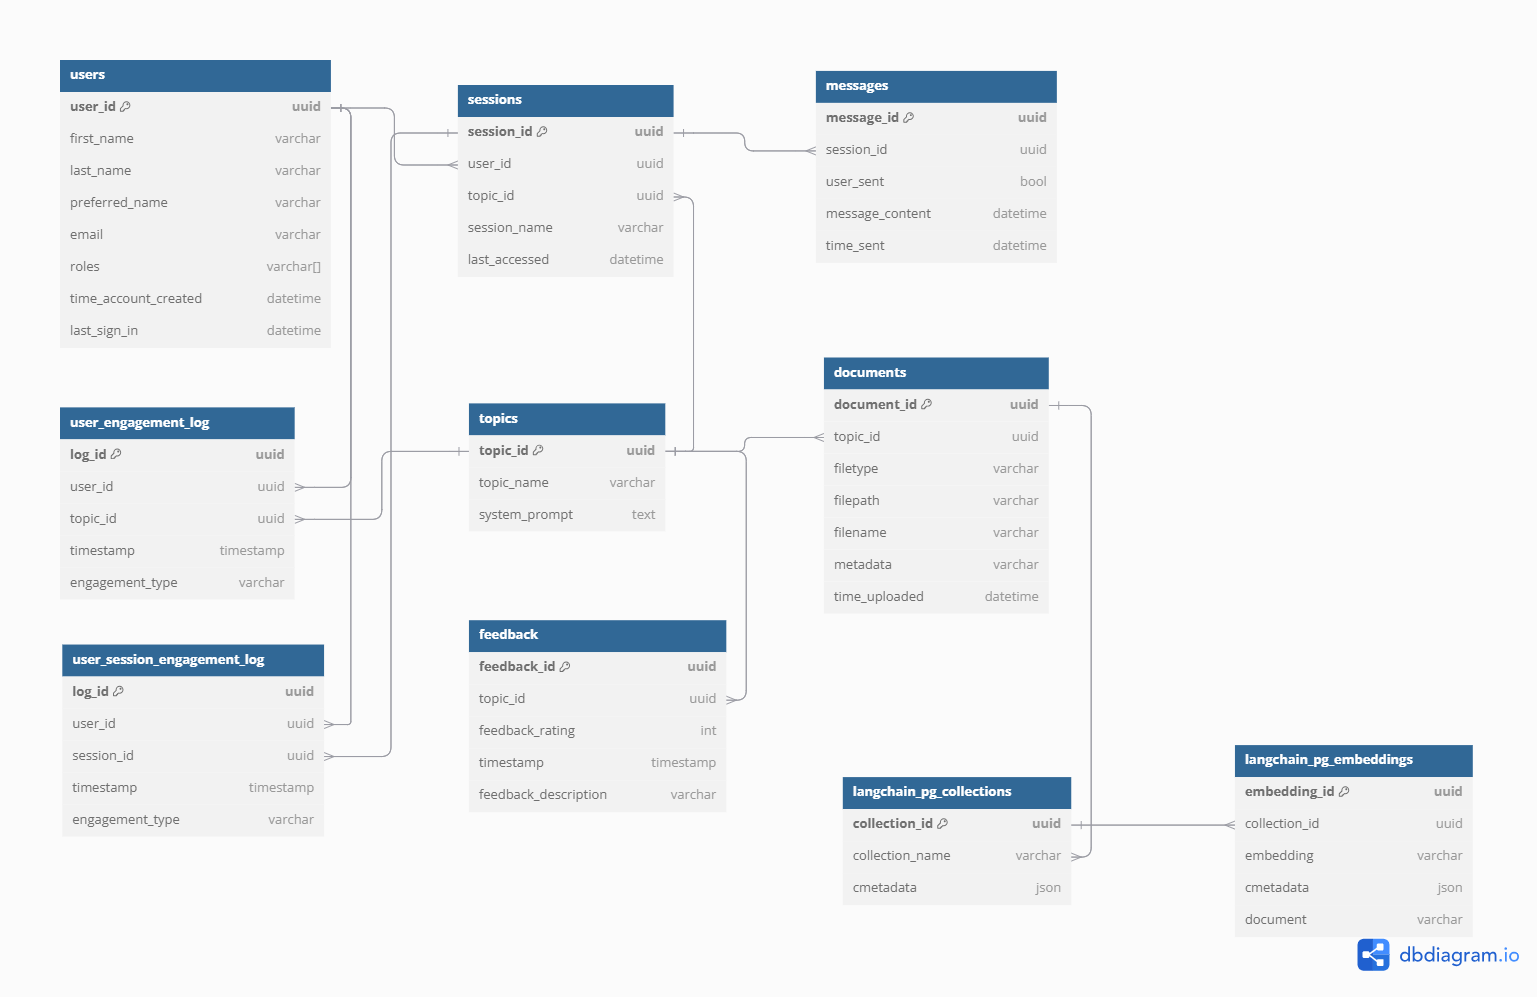 users
user_id uuid
first_name varchar
last_name varchar
preferred_name varchar
email varchar
roles varchar[]
time_account_created datetime
last_sign_in datetime
sessions
session_id uuid
user_id uuid
topic_id uuid
session_name varchar
last_accessed datetime
messages
message_id uuid
session_id uuid
user_sent bool
message_content datetime
time_sent datetime
user_engagement_log
log_id uuid
user_id uuid
topic_id uuid
timestamp timestamp
engagement_type varchar
topics
topic_id uuid
topic_name varchar
system_prompt text
documents
document_id uuid
topic_id uuid
filetype varchar
filepath varchar
filename varchar
metadata varchar
time_uploaded datetime
user_session_engagement_log
log_id uuid
user_id uuid
session_id uuid
timestamp timestamp
engagement_type varchar
feedback
feedback_id uuid
topic_id uuid
feedback_rating int
timestamp timestamp
feedback_description varchar
langchain_pg_collections
collection_id uuid
collection_name varchar
cmetadata json
langchain_pg_embeddings
embedding_id uuid
collection_id uuid
embedding varchar
cmetadata json
document varchar
dbdiagram.io